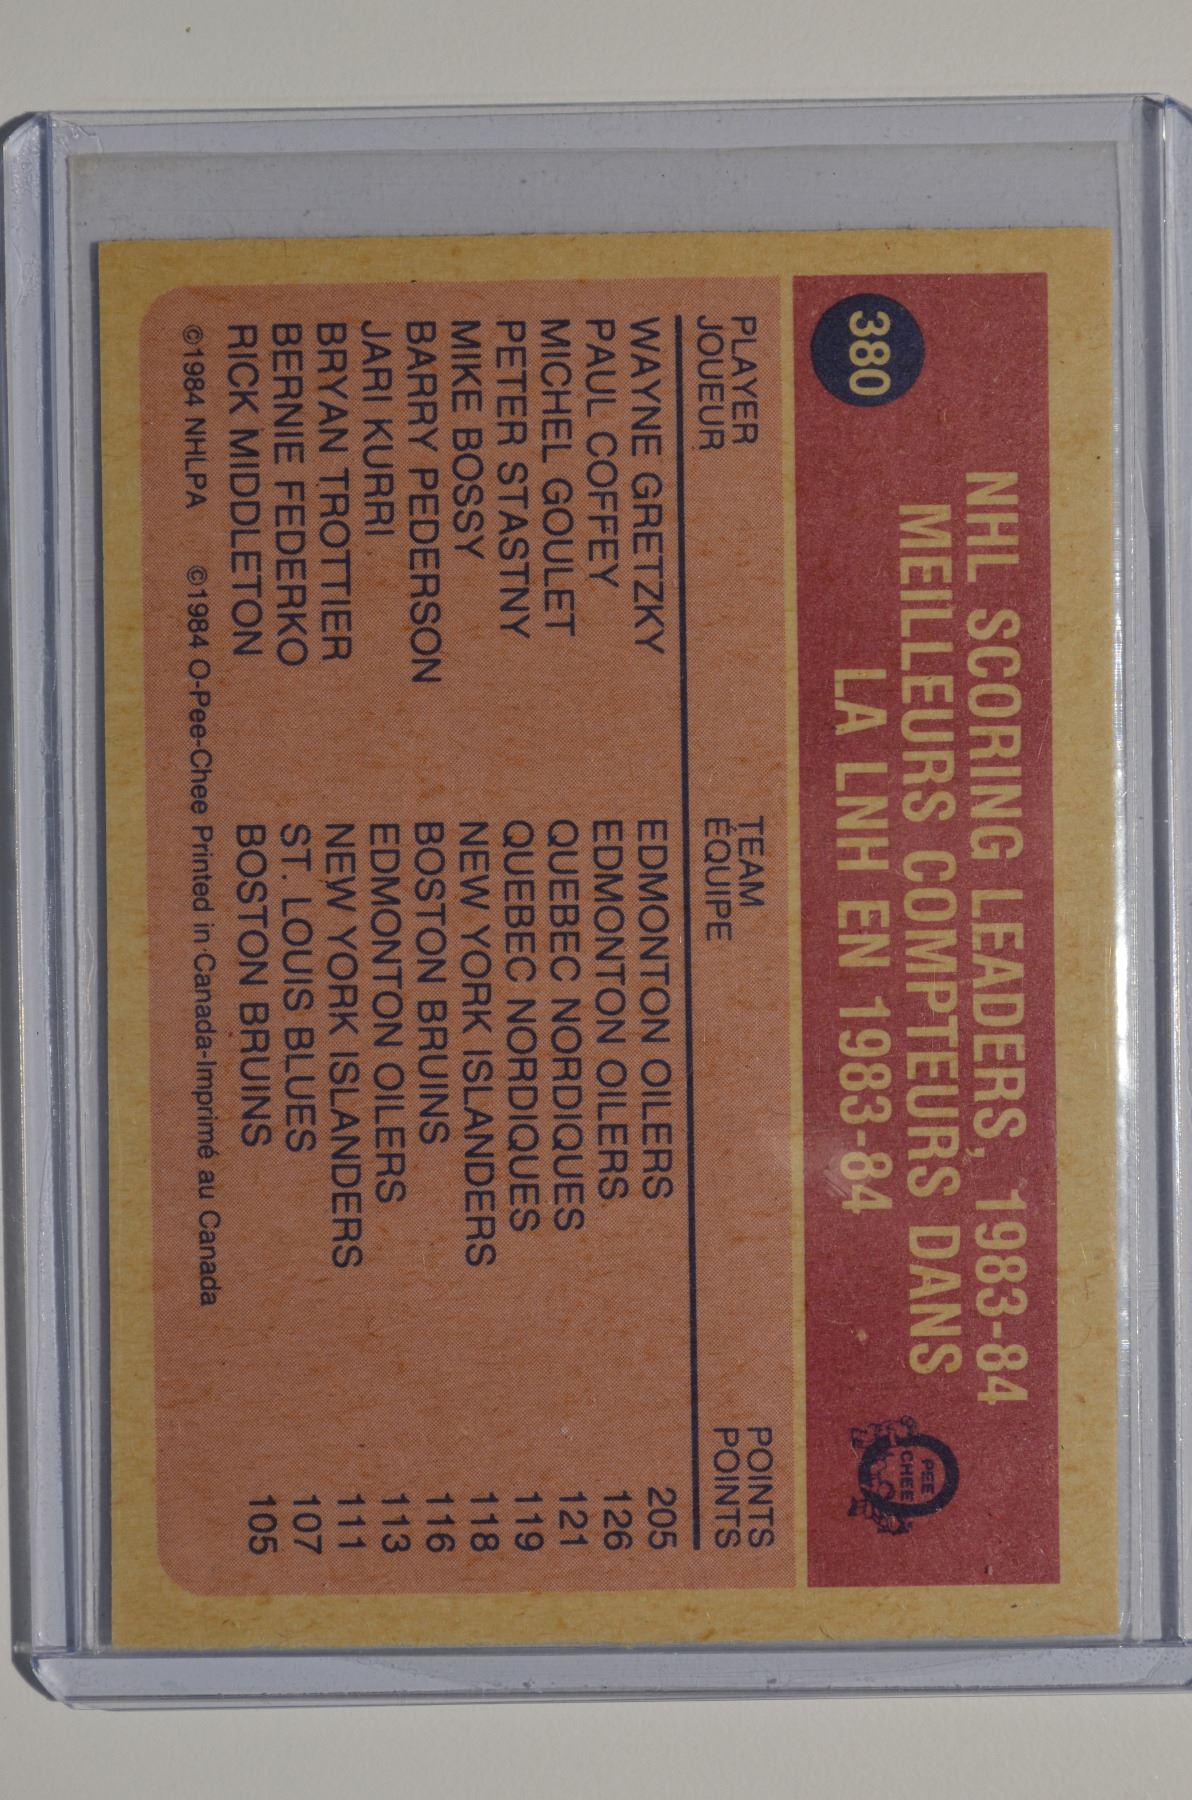 380
NHL SCORING LEADERS, 1983-84
MEILLEURS COMPTEURS DANS
LA LNH EN 1983-84
PEE
CHEE
PLAYER TEAM POINTS
JOUEUR ÉQUIPE POINTS
WAYNE GRETZKY EDMONTON OILERS 205
PAUL COFFEY EDMONTON OILERS 126
MICHEL GOULET QUEBEC NORDIQUES 121
PETER STASTNY QUEBEC NORDIQUES 119
MIKE BOSSY NEW YORK ISLANDERS 118
BARRY PEDERSON BOSTON BRUINS 116
JARI KURRI EDMONTON OILERS 113
BRYAN TROTTIER NEW YORK ISLANDERS 111
BERNIE FEDERKO ST. LOUIS BLUES 107
RICK MIDDLETON BOSTON BRUINS 105
©1984 NHLPA ©1984 O-Pee-Chee Printed in Canada-Imprimé au Canada